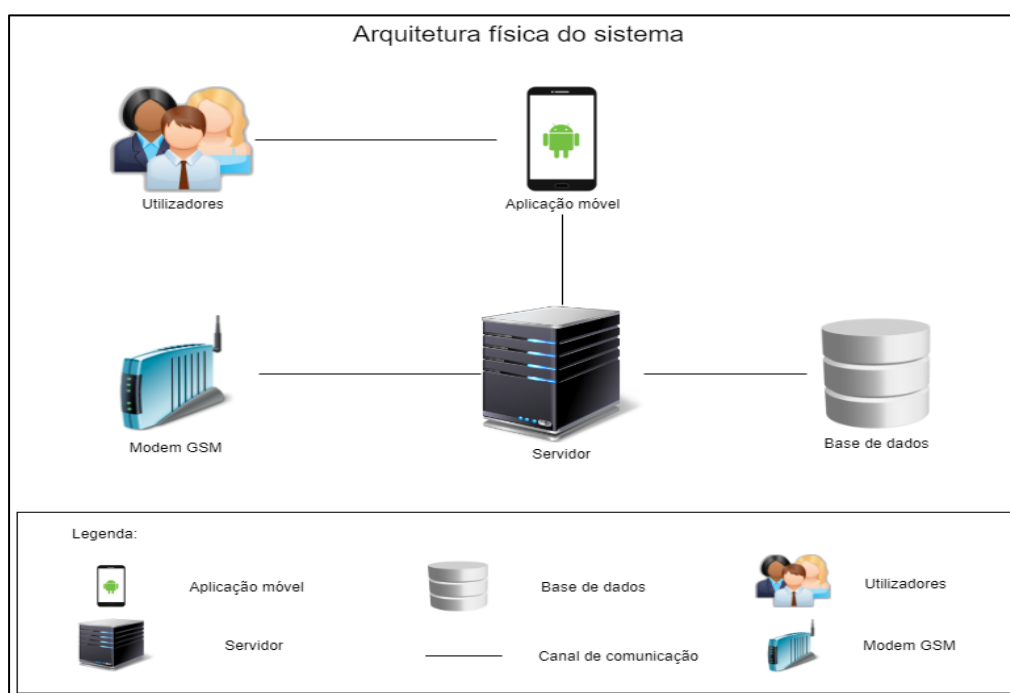 Arquitetura física do sistema
Utilizadores
Aplicação móvel
Modem GSM
Servidor
Base de dados
Legenda:
Aplicação móvel
Base de dados
Utilizadores
Servidor
Canal de comunicação
Modem GSM